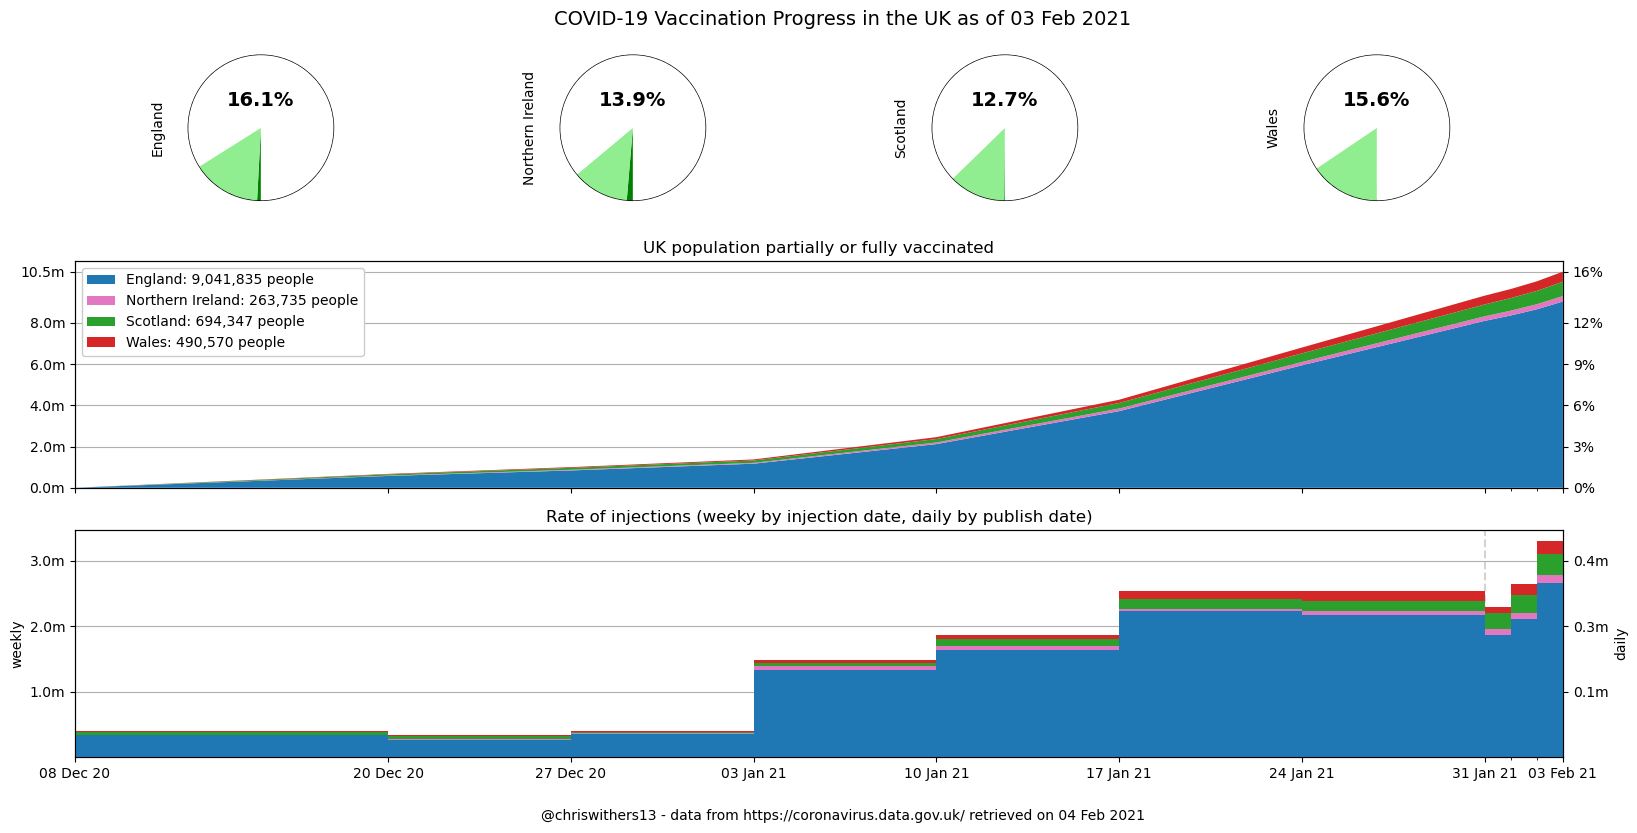 COVID-19 Vaccination Progress in the UK as of 03 Feb 2021
England
16.1%
Northern Ireland
13.9%
Scotland
12.7%
Wales
15.6%
UK population partially or fully vaccinated
England: 9,041,835 people
Northern Ireland: 263,735 people
Scotland: 694,347 people
Wales: 490,570 people
10.5m
8.0m
6.0m
4.0m
2.0m
0.0m
16%
12%
9%
6%
3%
0%
Rate of injections (weeky by injection date, daily by publish date)
weekly
3.0m
2.0m
1.0m
0.4m
0.3m
0.1m
daily
08 Dec 20
20 Dec 20
27 Dec 20
03 Jan 21
10 Jan 21
17 Jan 21
24 Jan 21
31 Jan 21
03 Feb 21
@chriswithers13 - data from https://coronavirus.data.gov.uk/ retrieved on 04 Feb 2021